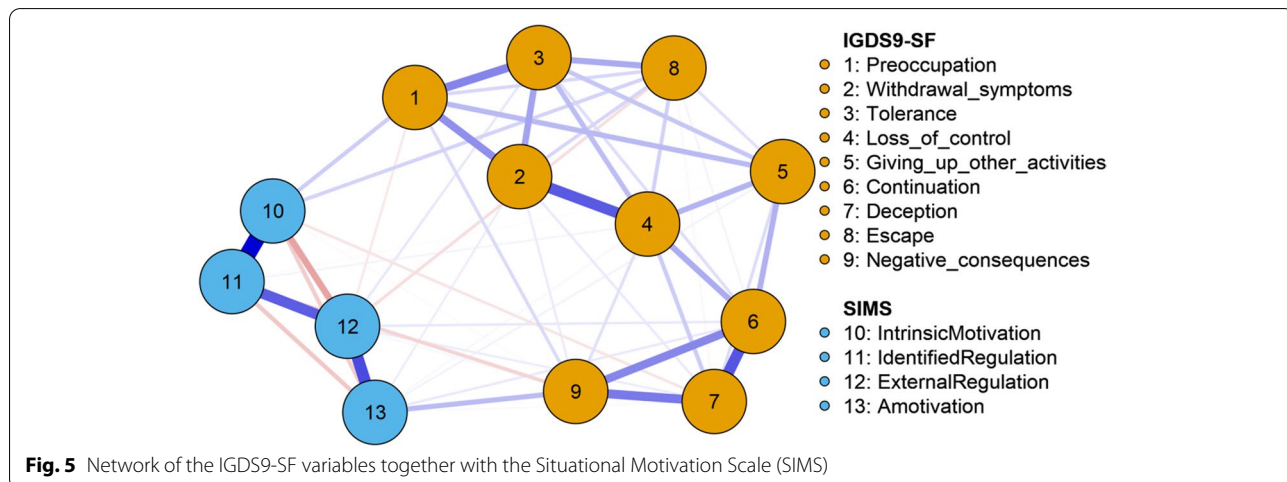 3
8
1
2
5
4
10
11
12
6
9
7
13
IGDS9-SF
1: Preoccupation
2: Withdrawal_symptoms
3: Tolerance
4: Loss_of_control
5: Giving_up_other_activities
6: Continuation
7: Deception
8: Escape
9: Negative_consequences
SIMS
10: IntrinsicMotivation
11: IdentifiedRegulation
12: ExternalRegulation
13: Amotivation
Fig. 5 Network of the IGDS9-SF variables together with the Situational Motivation Scale (SIMS)